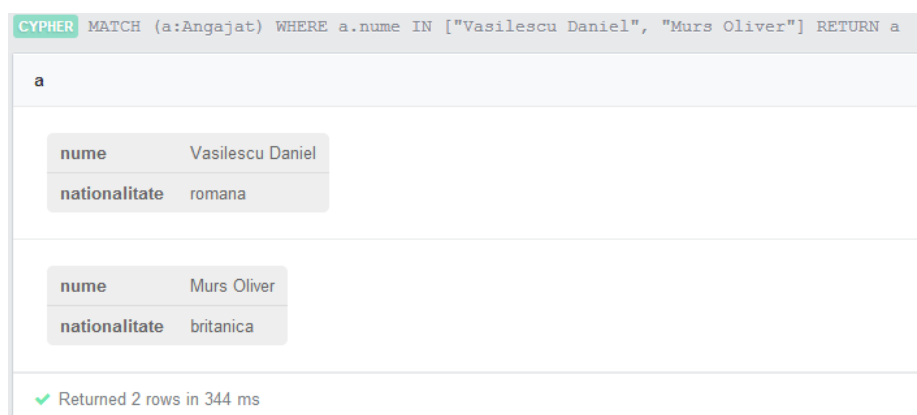 CYPHER MATCH (a:Angajat) WHERE a.nume IN ["Vasilescu Daniel", "Murs Oliver"] RETURN a
a
nume Vasilescu Daniel
nationalitate romana
nume Murs Oliver
nationalitate britanica
Returned 2 rows in 344 ms